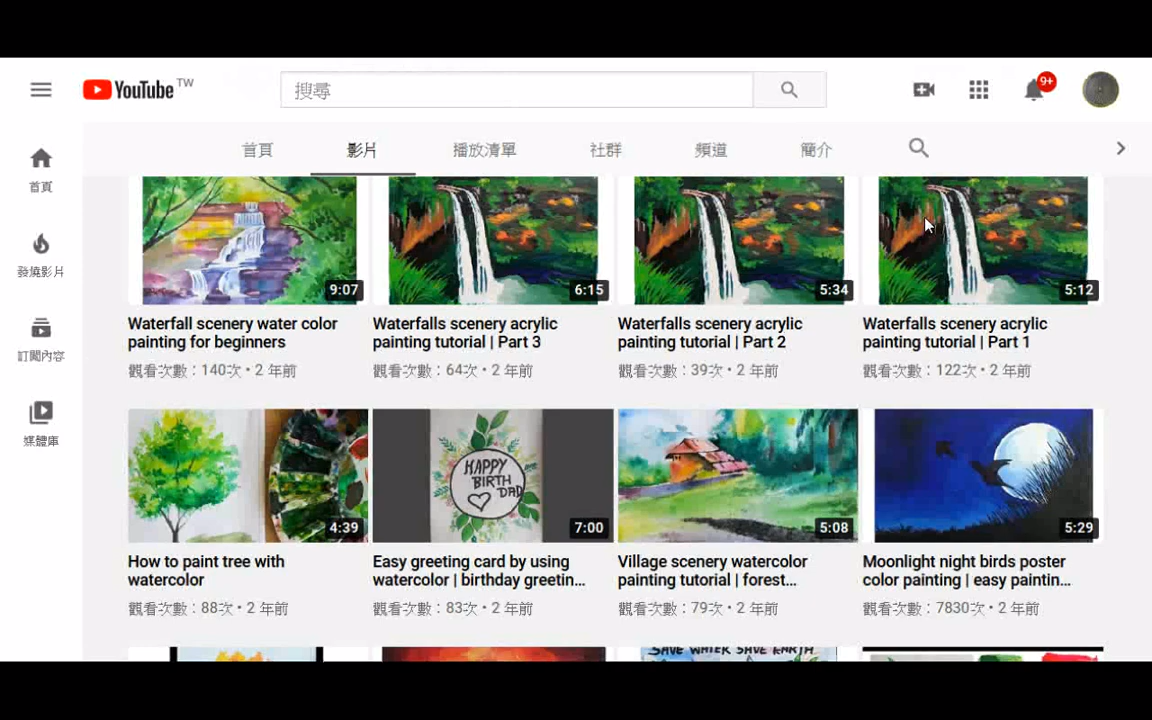 YouTube TW
搜尋
9+
首頁 影片 播放清單 社群 頻道 簡介
首頁
發燒影片
訂閱內容
媒體庫
9:07 6:15 5:34 5:12
Waterfall scenery water color
painting for beginners
觀看次數：140次 • 2 年前
Waterfalls scenery acrylic
painting tutorial | Part 3
觀看次數：64次 • 2 年前
Waterfalls scenery acrylic
painting tutorial | Part 2
觀看次數：39次 • 2 年前
Waterfalls scenery acrylic
painting tutorial | Part 1
觀看次數：122次 • 2 年前
4:39
HAPPY
BIRTH
DAD
7:00 5:08 5:29
How to paint tree with
watercolor
觀看次數：88次 • 2 年前
Easy greeting card by using
watercolor | birthday greetin...
觀看次數：83次 • 2 年前
Village scenery watercolor
painting tutorial | forest...
觀看次數：79次 • 2 年前
Moonlight night birds poster
color painting | easy paintin...
觀看次數：7830次 • 2 年前
SAVE WATER SAVE EARTH